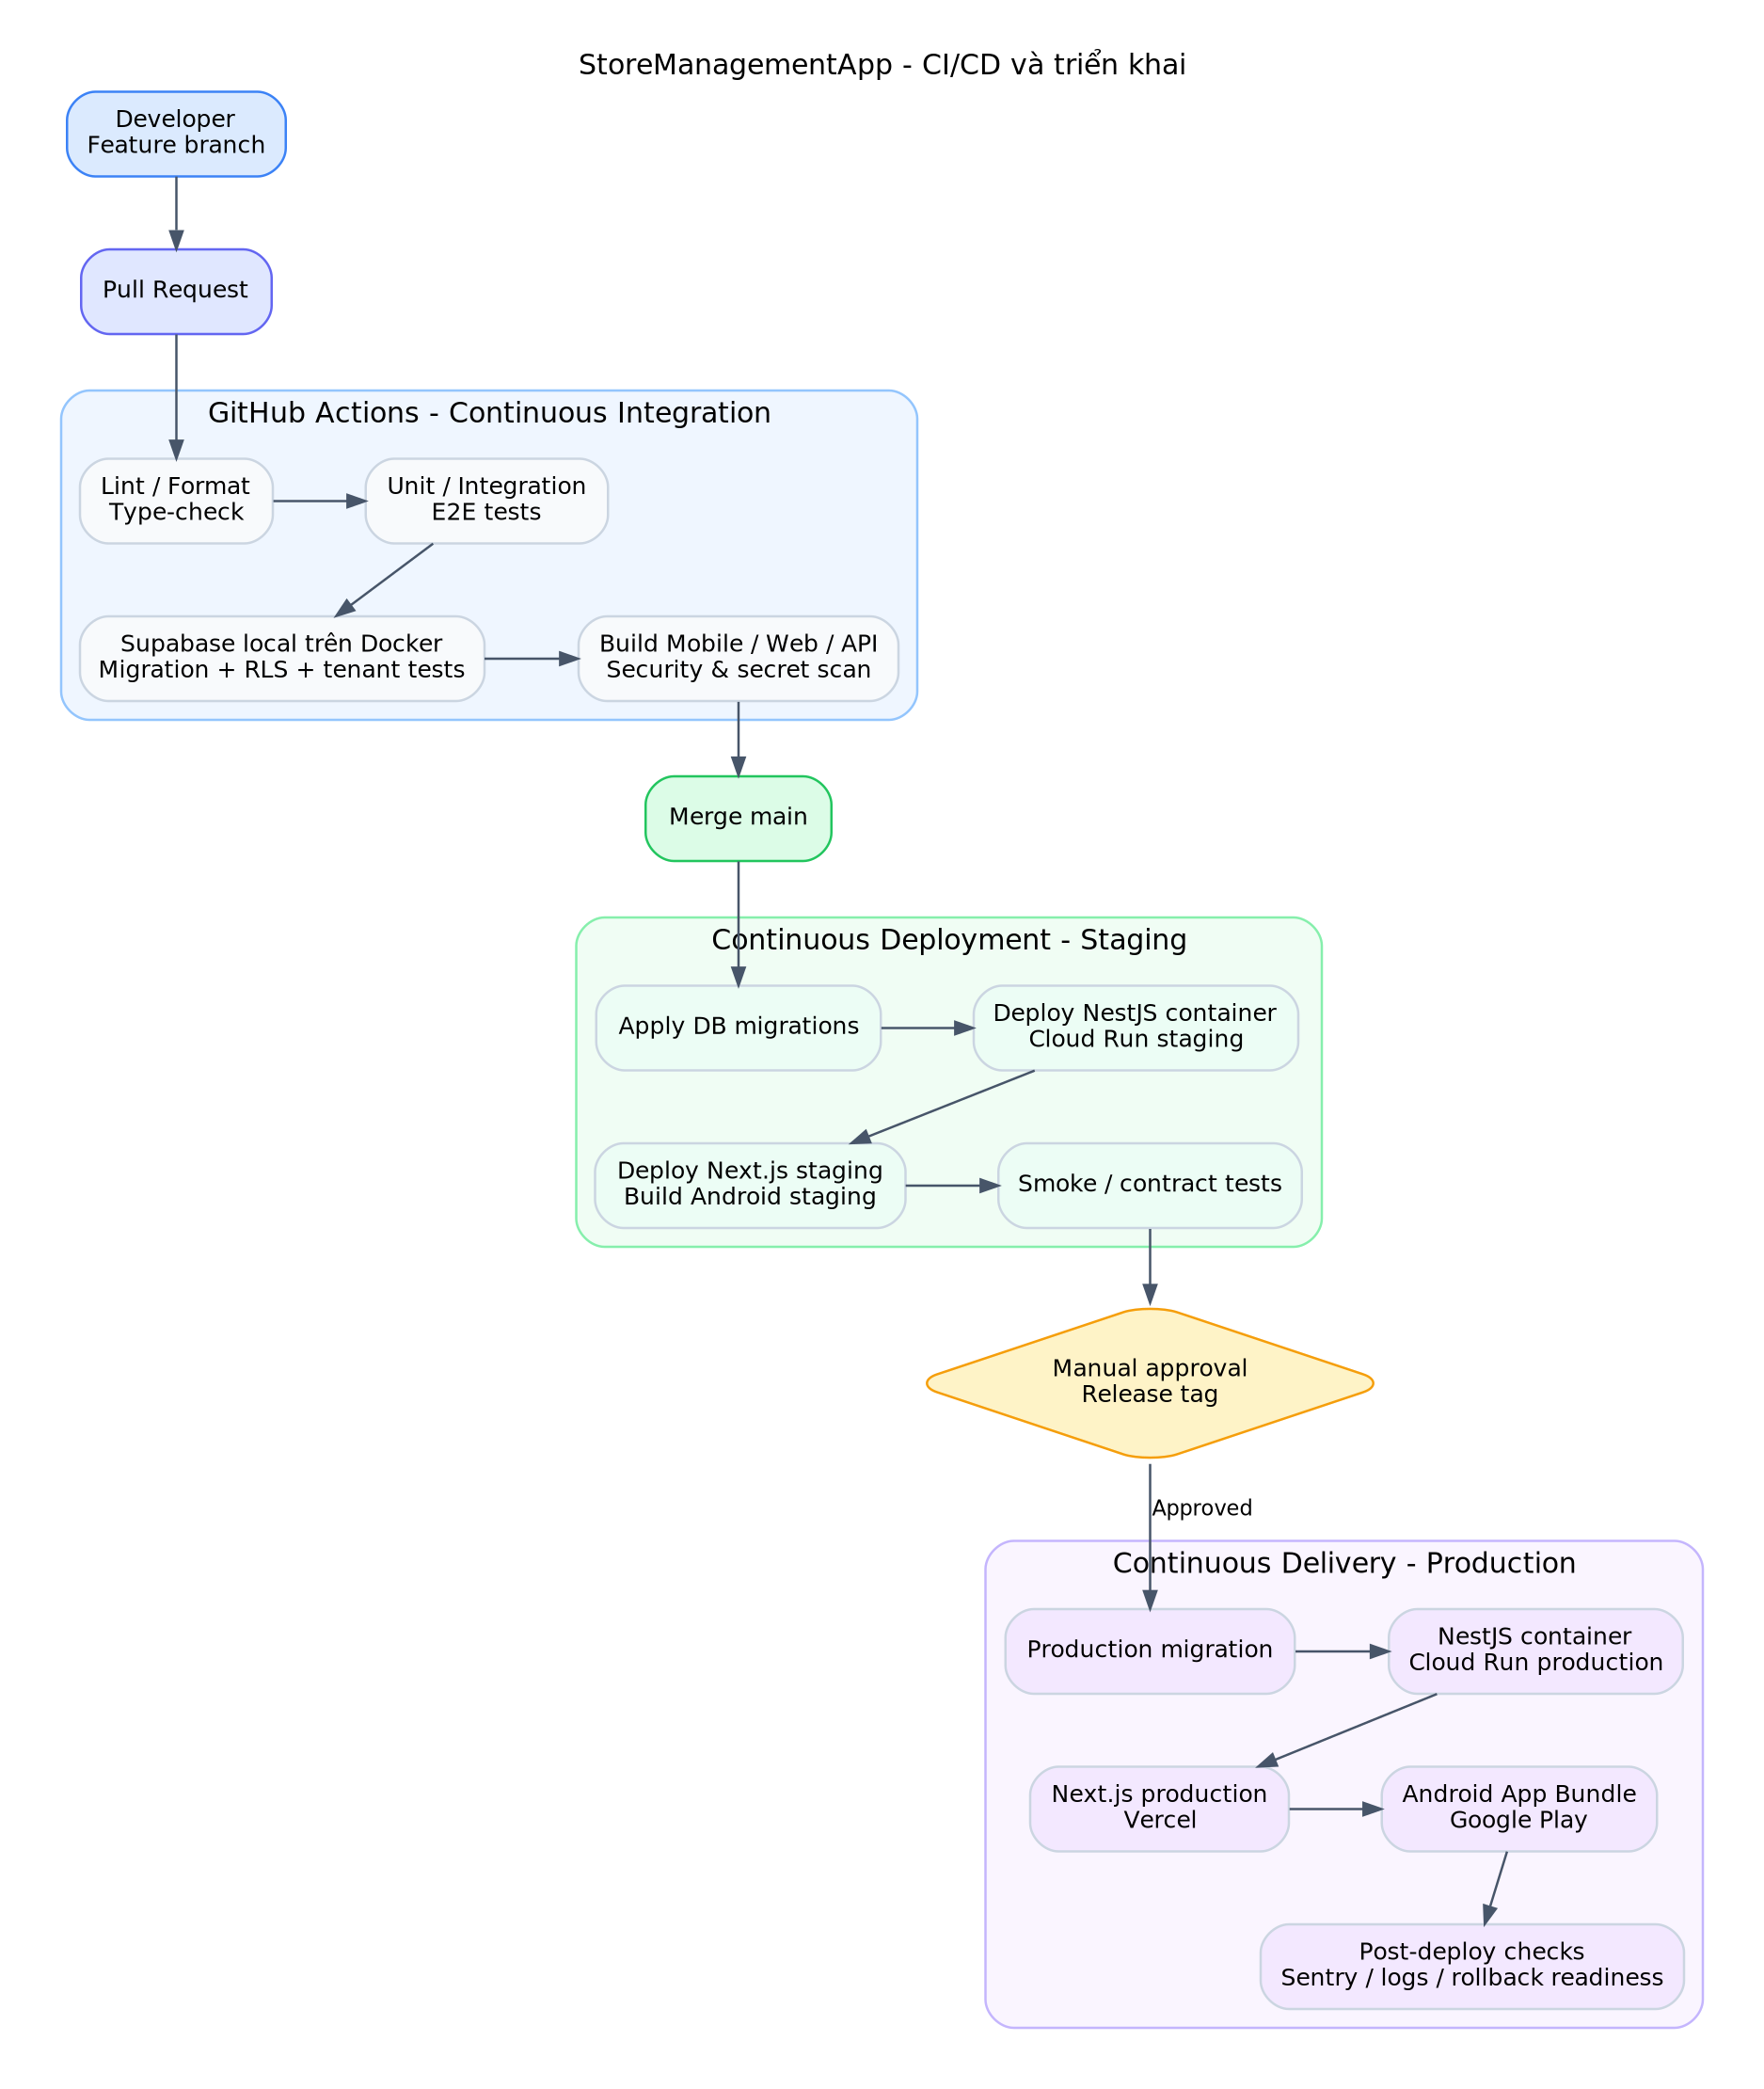 StoreManagementApp - CI/CD và triển khai
Developer
Feature branch
Pull Request
GitHub Actions - Continuous Integration
Lint / Format
Type-check
Unit / Integration
E2E tests
Supabase local trên Docker
Migration + RLS + tenant tests
Build Mobile / Web / API
Security & secret scan
Merge main
Continuous Deployment - Staging
Apply DB migrations
Deploy NestJS container
Cloud Run staging
Deploy Next.js staging
Build Android staging
Smoke / contract tests
Manual approval
Release tag
Approved
Continuous Delivery - Production
Production migration
NestJS container
Cloud Run production
Next.js production
Vercel
Android App Bundle
Google Play
Post-deploy checks
Sentry / logs / rollback readiness